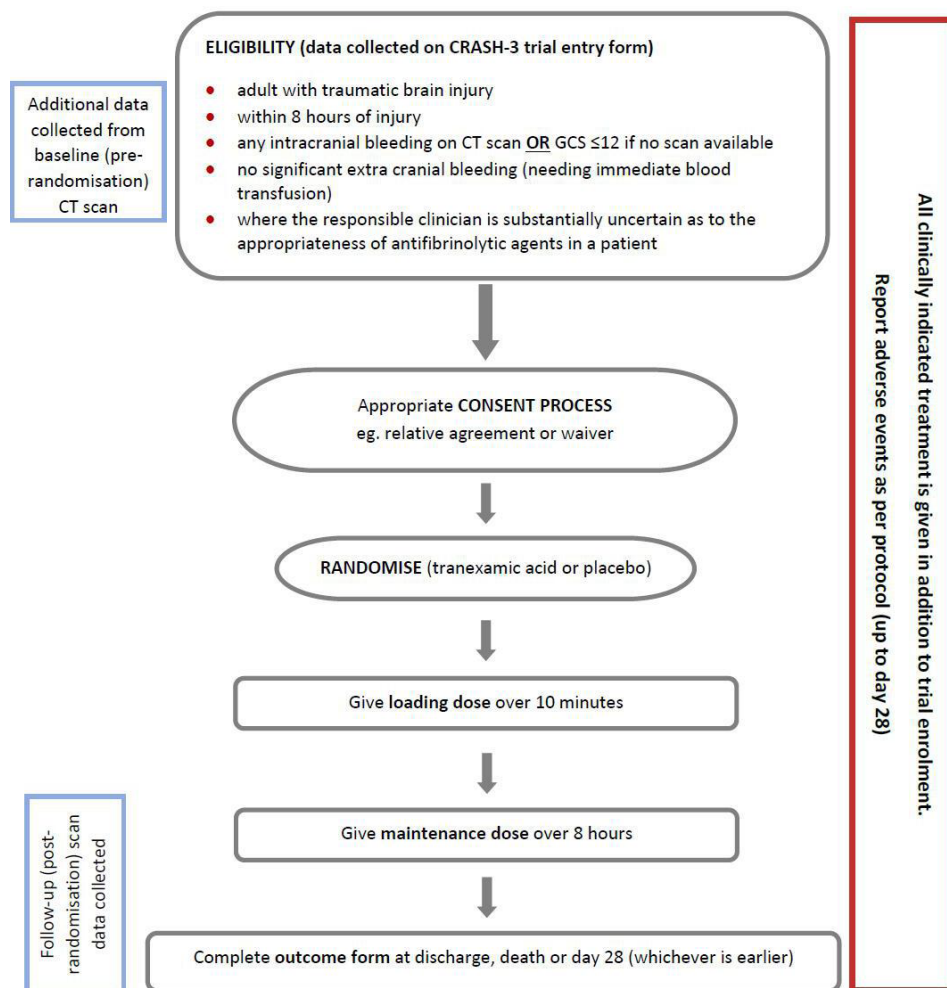 ELIGIBILITY (data collected on CRASH-3 trial entry form)
• adult with traumatic brain injury
• within 8 hours of injury
• any intracranial bleeding on CT scan OR GCS ≤12 if no scan available
• no significant extra cranial bleeding (needing immediate blood
transfusion)
• where the responsible clinician is substantially uncertain as to the
appropriateness of antifibrinolytic agents in a patient
Additional data
collected from
baseline (pre-
randomisation)
CT scan
Appropriate CONSENT PROCESS
eg. relative agreement or waiver
RANDOMISE (tranexamic acid or placebo)
Give loading dose over 10 minutes
Give maintenance dose over 8 hours
Follow-up (post-
randomisation) scan
data collected
Complete outcome form at discharge, death or day 28 (whichever is earlier)
All clinically indicated treatment is given in addition to trial enrolment.
Report adverse events as per protocol (up to day 28)